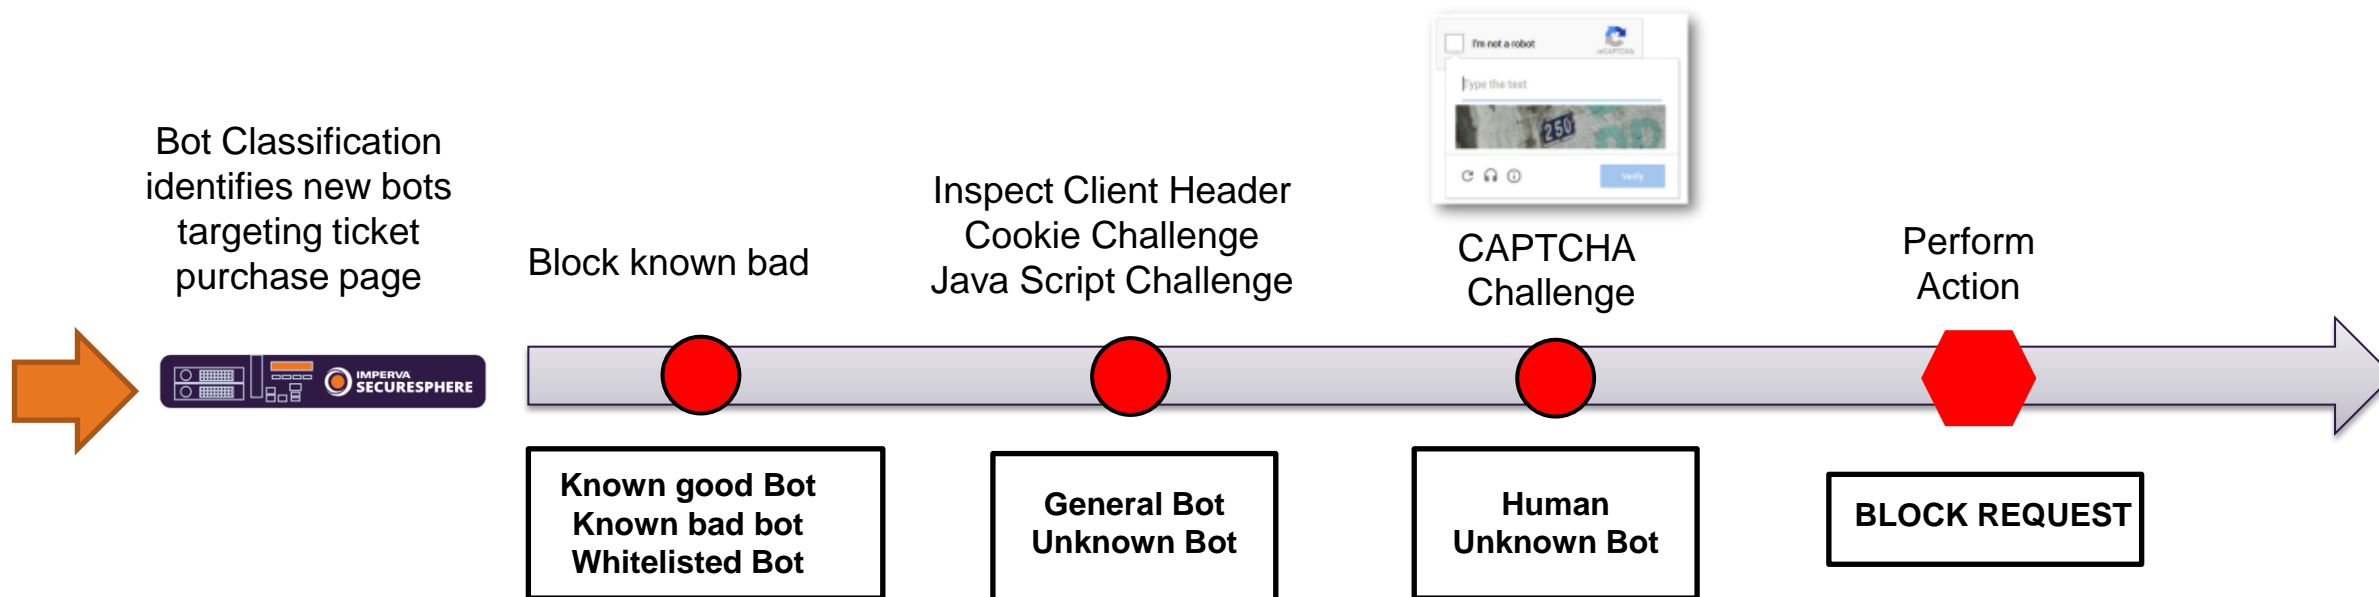 I'm not a robot
reCAPTCHA
Type the text
250
Verify
Bot Classification
identifies new bots
targeting ticket
purchase page
Block known bad
Inspect Client Header
Cookie Challenge
Java Script Challenge
CAPTCHA
Challenge
Perform
Action
IMPERVA
SECURESPHERE
Known good Bot
Known bad bot
Whitelisted Bot
General Bot
Unknown Bot
Human
Unknown Bot
BLOCK REQUEST